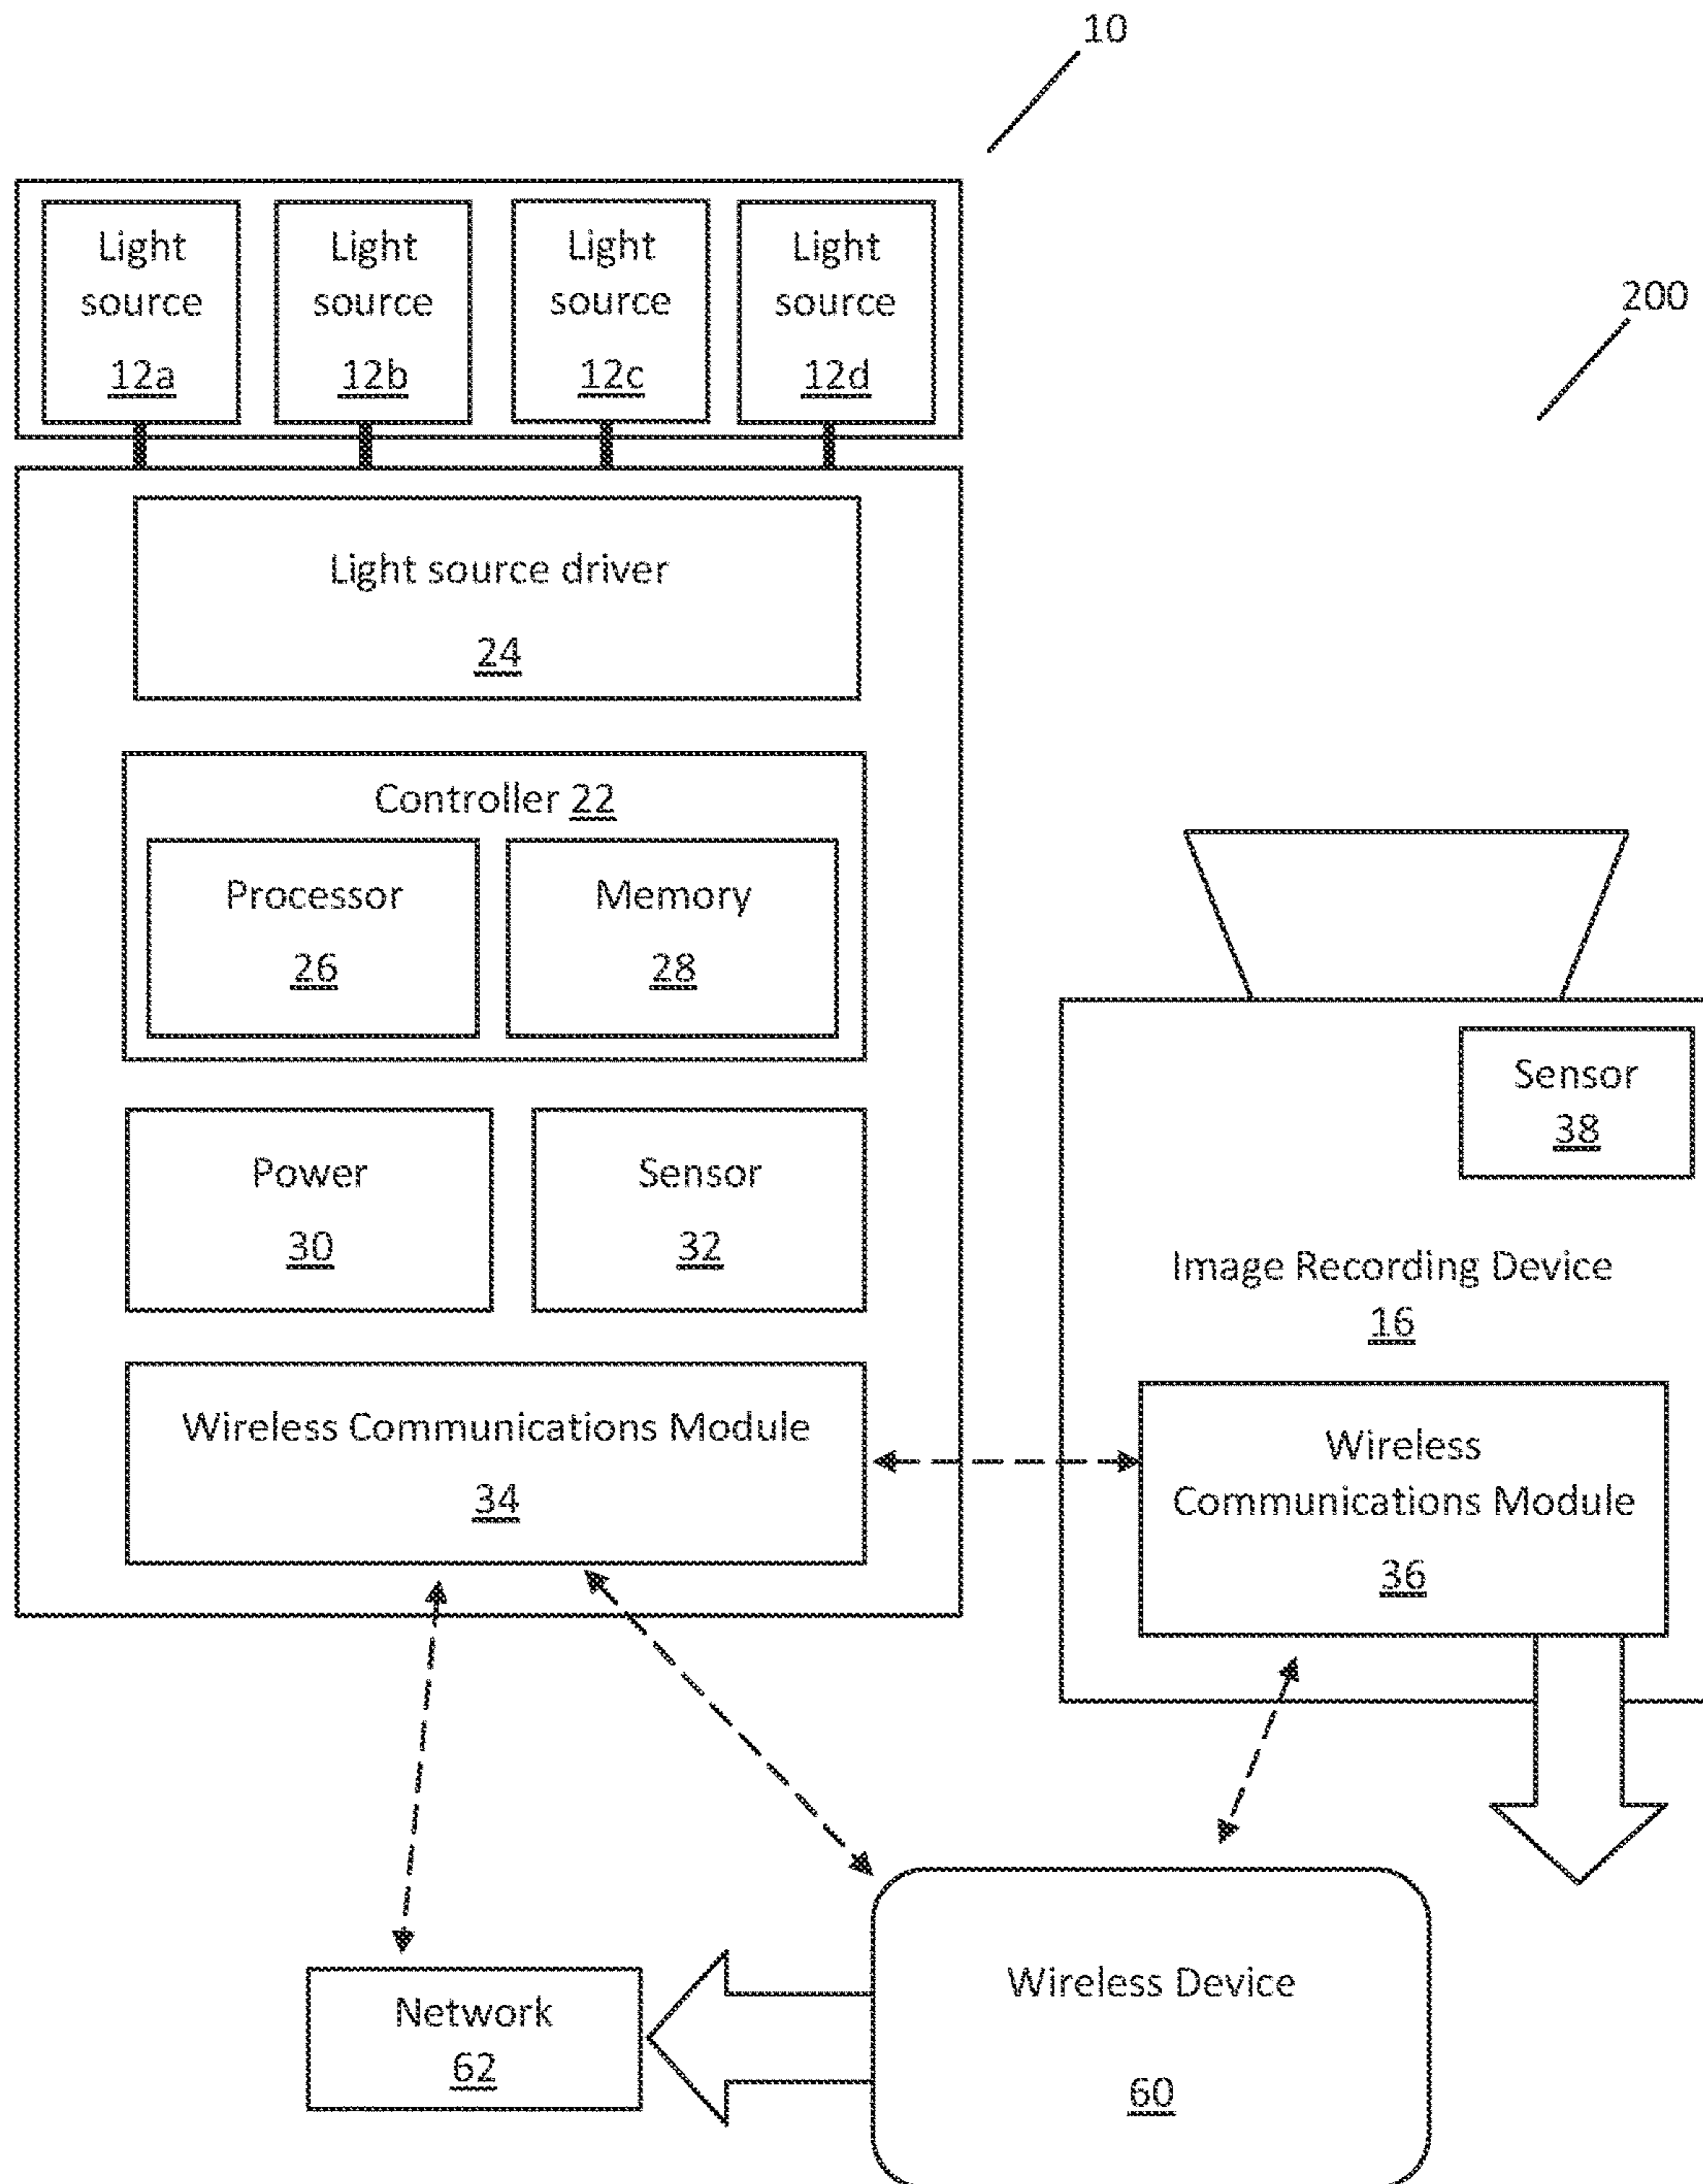 10
200
Light
source
12a
Light
source
12b
Light
source
12c
Light
source
12d
Light source driver
24
Controller 22
Processor
26
Memory
28
Power
30
Sensor
32
Wireless Communications Module
34
Sensor
38
Image Recording Device
16
Wireless
Communications Module
36
Network
62
Wireless Device
60